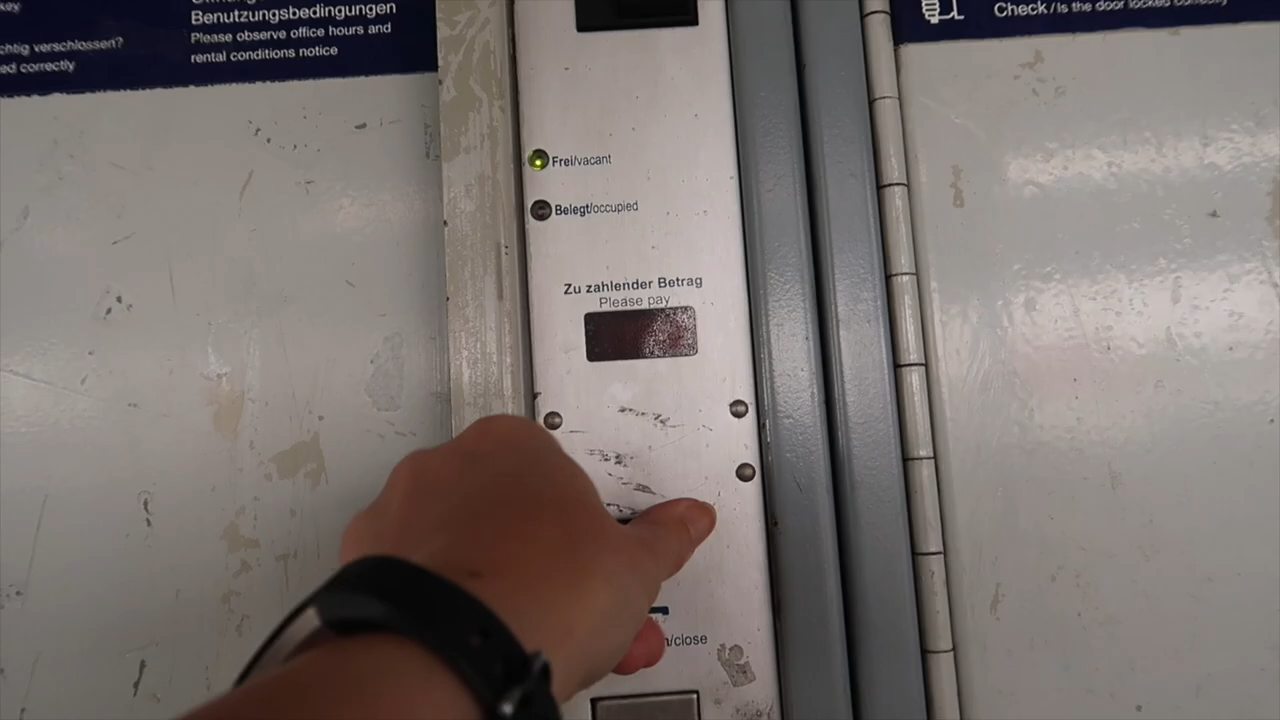 key
chtig verschlossen?
ed correctly
Benutzungsbedingungen
Please observe office hours and
rental conditions notice
Check / Is the door locked correctly
Frei/vacant
Belegt/occupied
Zu zahlender Betrag
Please pay
/close